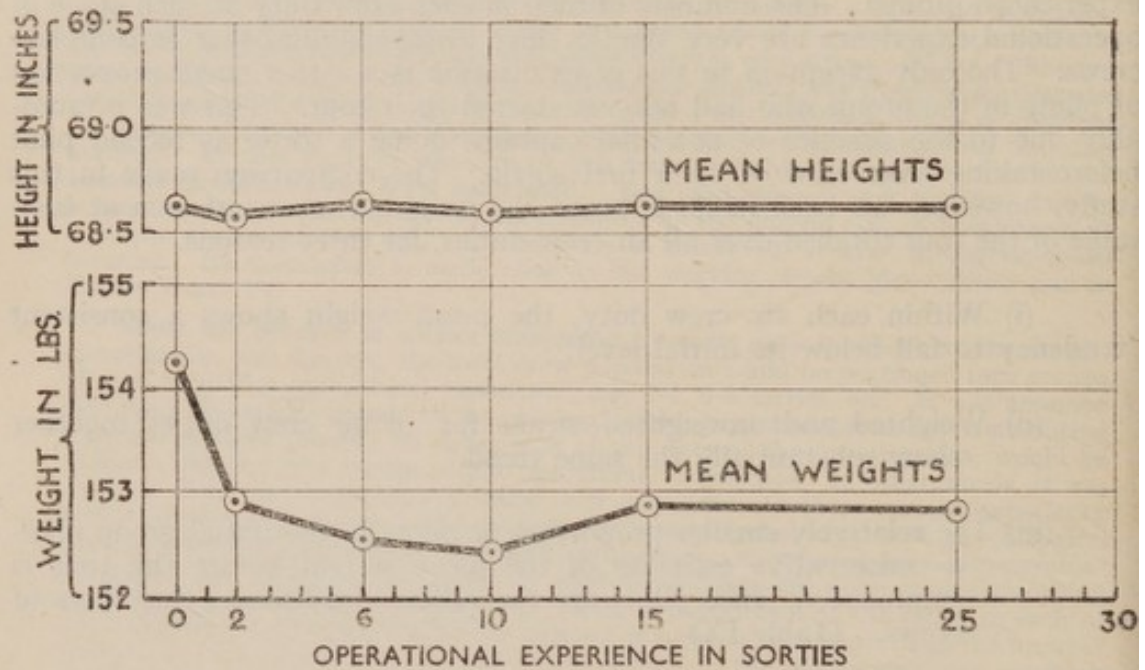 HEIGHT IN INCHES
69.5
69.0
68.5
MEAN HEIGHTS
WEIGHT IN LBS.
155
154
153
152
MEAN WEIGHTS
0 2 6 10 15 25 30
OPERATIONAL EXPERIENCE IN SORTIES